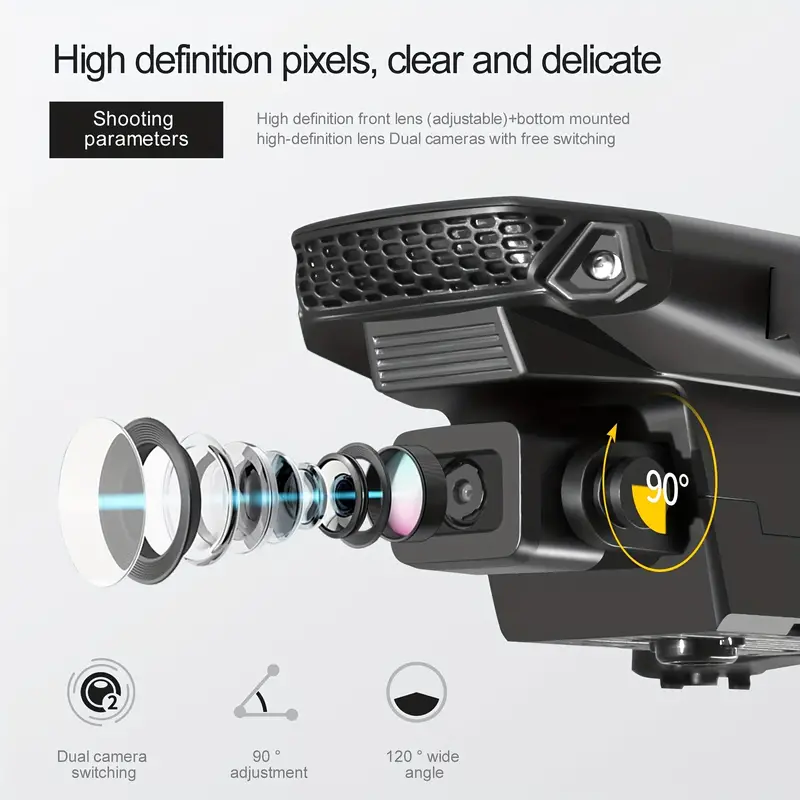 High definition pixels, clear and delicate
Shooting
parameters
High definition front lens (adjustable)+bottom mounted
high-definition lens Dual cameras with free switching
90°
2
Dual camera
switching
90 °
adjustment
120 ° wide
angle